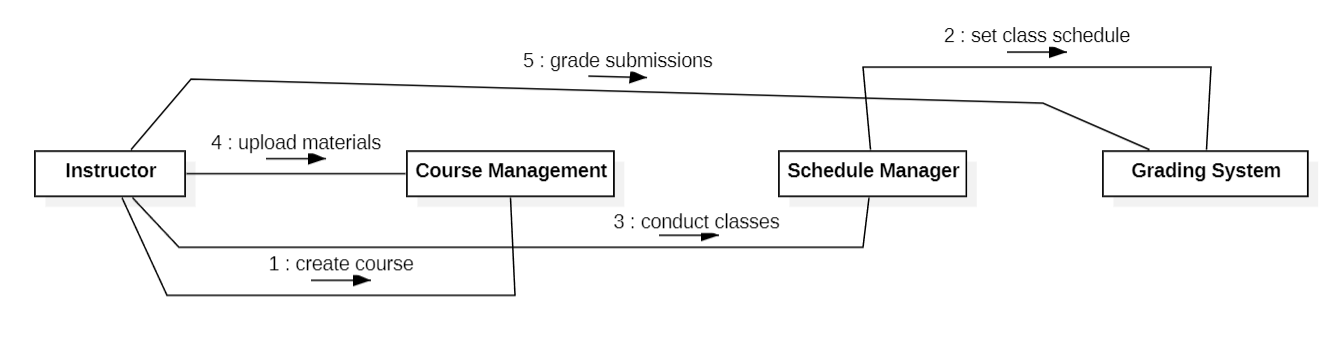 2 : set class schedule
5 : grade submissions
4 : upload materials
Instructor
Course Management
Schedule Manager
Grading System
3 : conduct classes
1 : create course